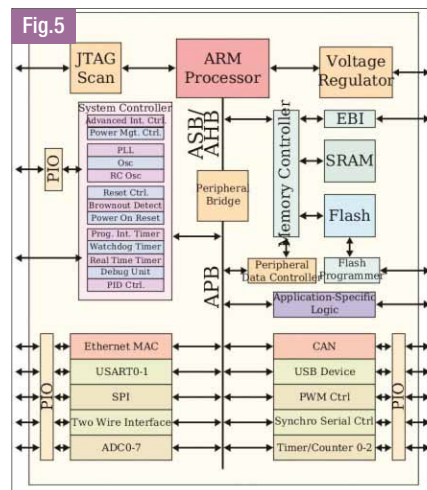 Fig.5
JTAG
Scan
ARM
Processor
Voltage
Regulator
System Controller
Advanced Int. Ctrl.
Power Mgt. Ctrl.
PLL
Osc
RC Osc
Reset Ctrl.
Brownout Detect
Power On Reset
Prog. Int. Timer
Watchdog Timer
Real Time Timer
Debug Unit
PID Ctrl.
PIO
ASB/
AHB
Peripheral
Bridge
APB
Memory Controller
EBI
SRAM
Flash
Peripheral
Data Controller
Flash
Programmer
Application-Specific
Logic
PIO
Ethernet MAC
USART0-1
SPI
Two Wire Interface
ADC0-7
CAN
USB Device
PWM Ctrl
Synchro Serial Ctrl
Timer/Counter 0-2
PIO